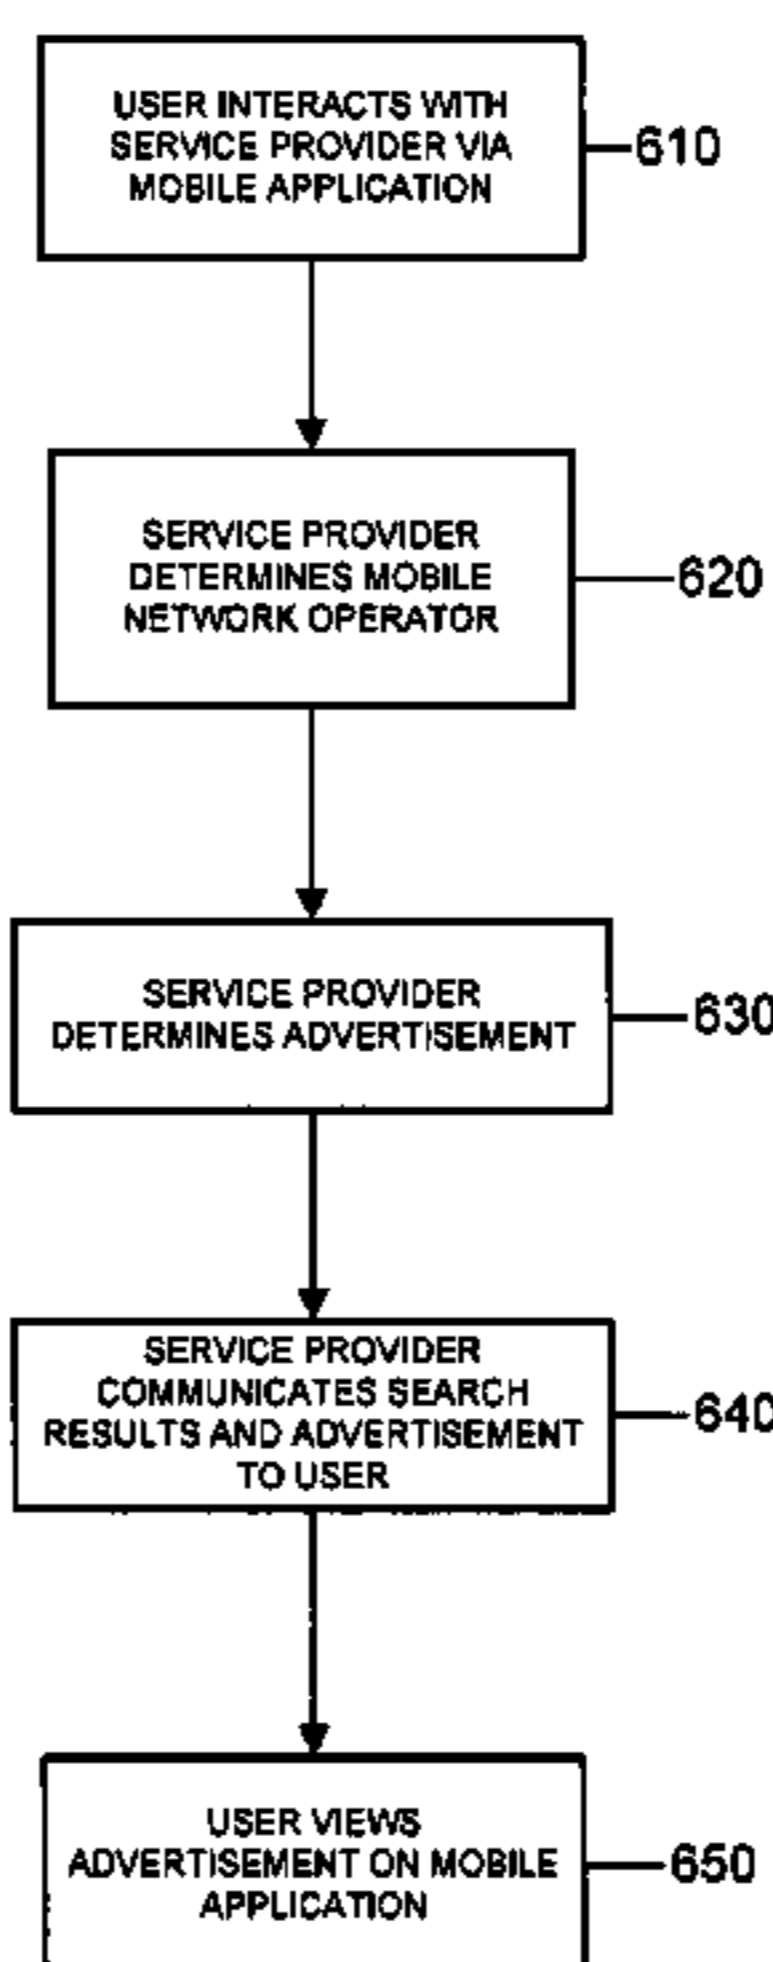 USER INTERACTS WITH
SERVICE PROVIDER VIA
MOBILE APPLICATION
610
SERVICE PROVIDER
DETERMINES MOBILE
NETWORK OPERATOR
620
SERVICE PROVIDER
DETERMINES ADVERTISEMENT
630
SERVICE PROVIDER
COMMUNICATES SEARCH
RESULTS AND ADVERTISEMENT
TO USER
640
USER VIEWS
ADVERTISEMENT ON MOBILE
APPLICATION
650